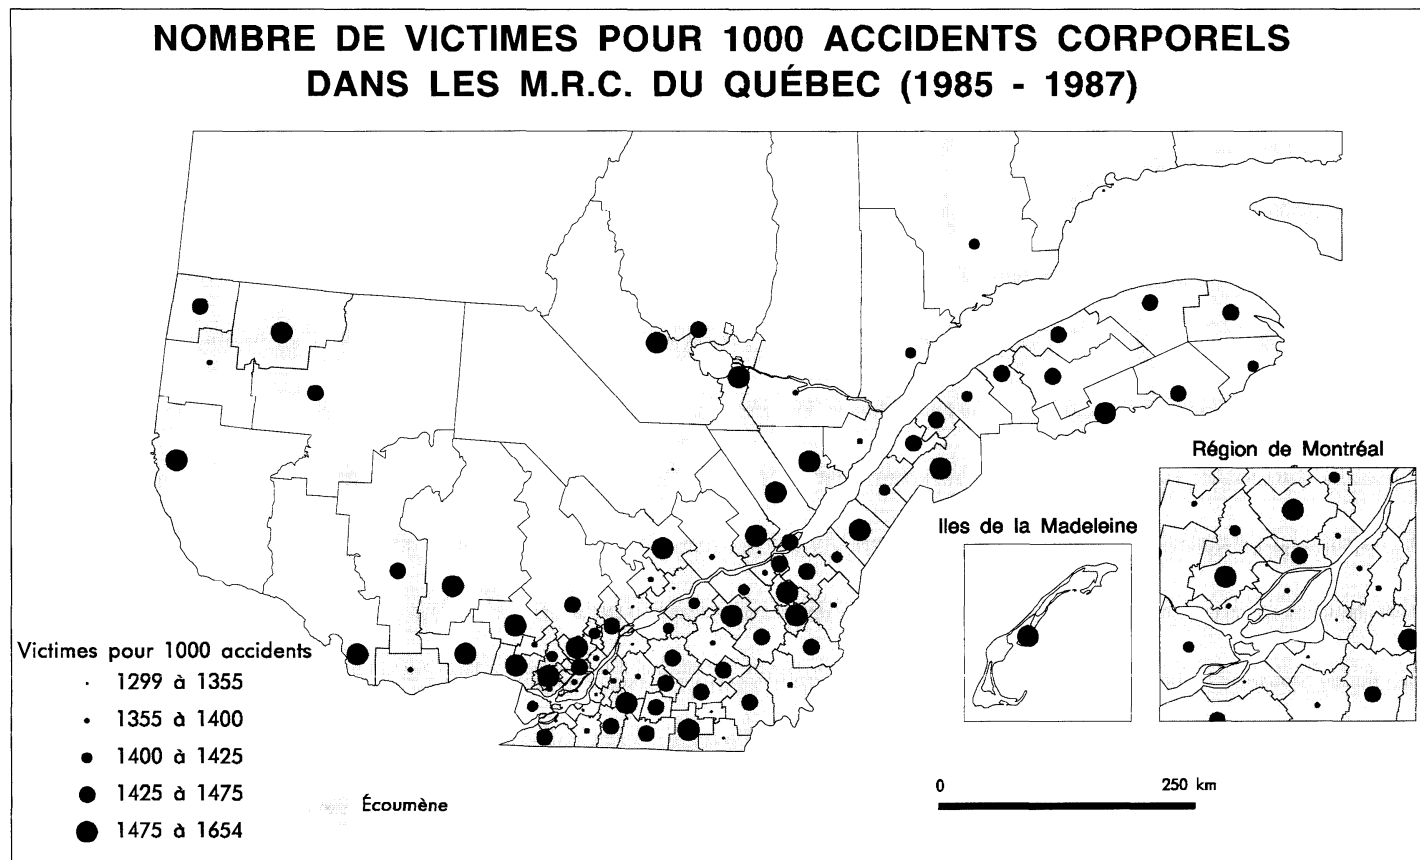 NOMBRE DE VICTIMES POUR 1000 ACCIDENTS CORPORELS
DANS LES M.R.C. DU QUÉBEC (1985 - 1987)
Région de Montréal
Iles de la Madeleine
Victimes pour 1000 accidents
1299 à 1355
1355 à 1400
1400 à 1425
1425 à 1475
1475 à 1654
Écoumène
0 250 km